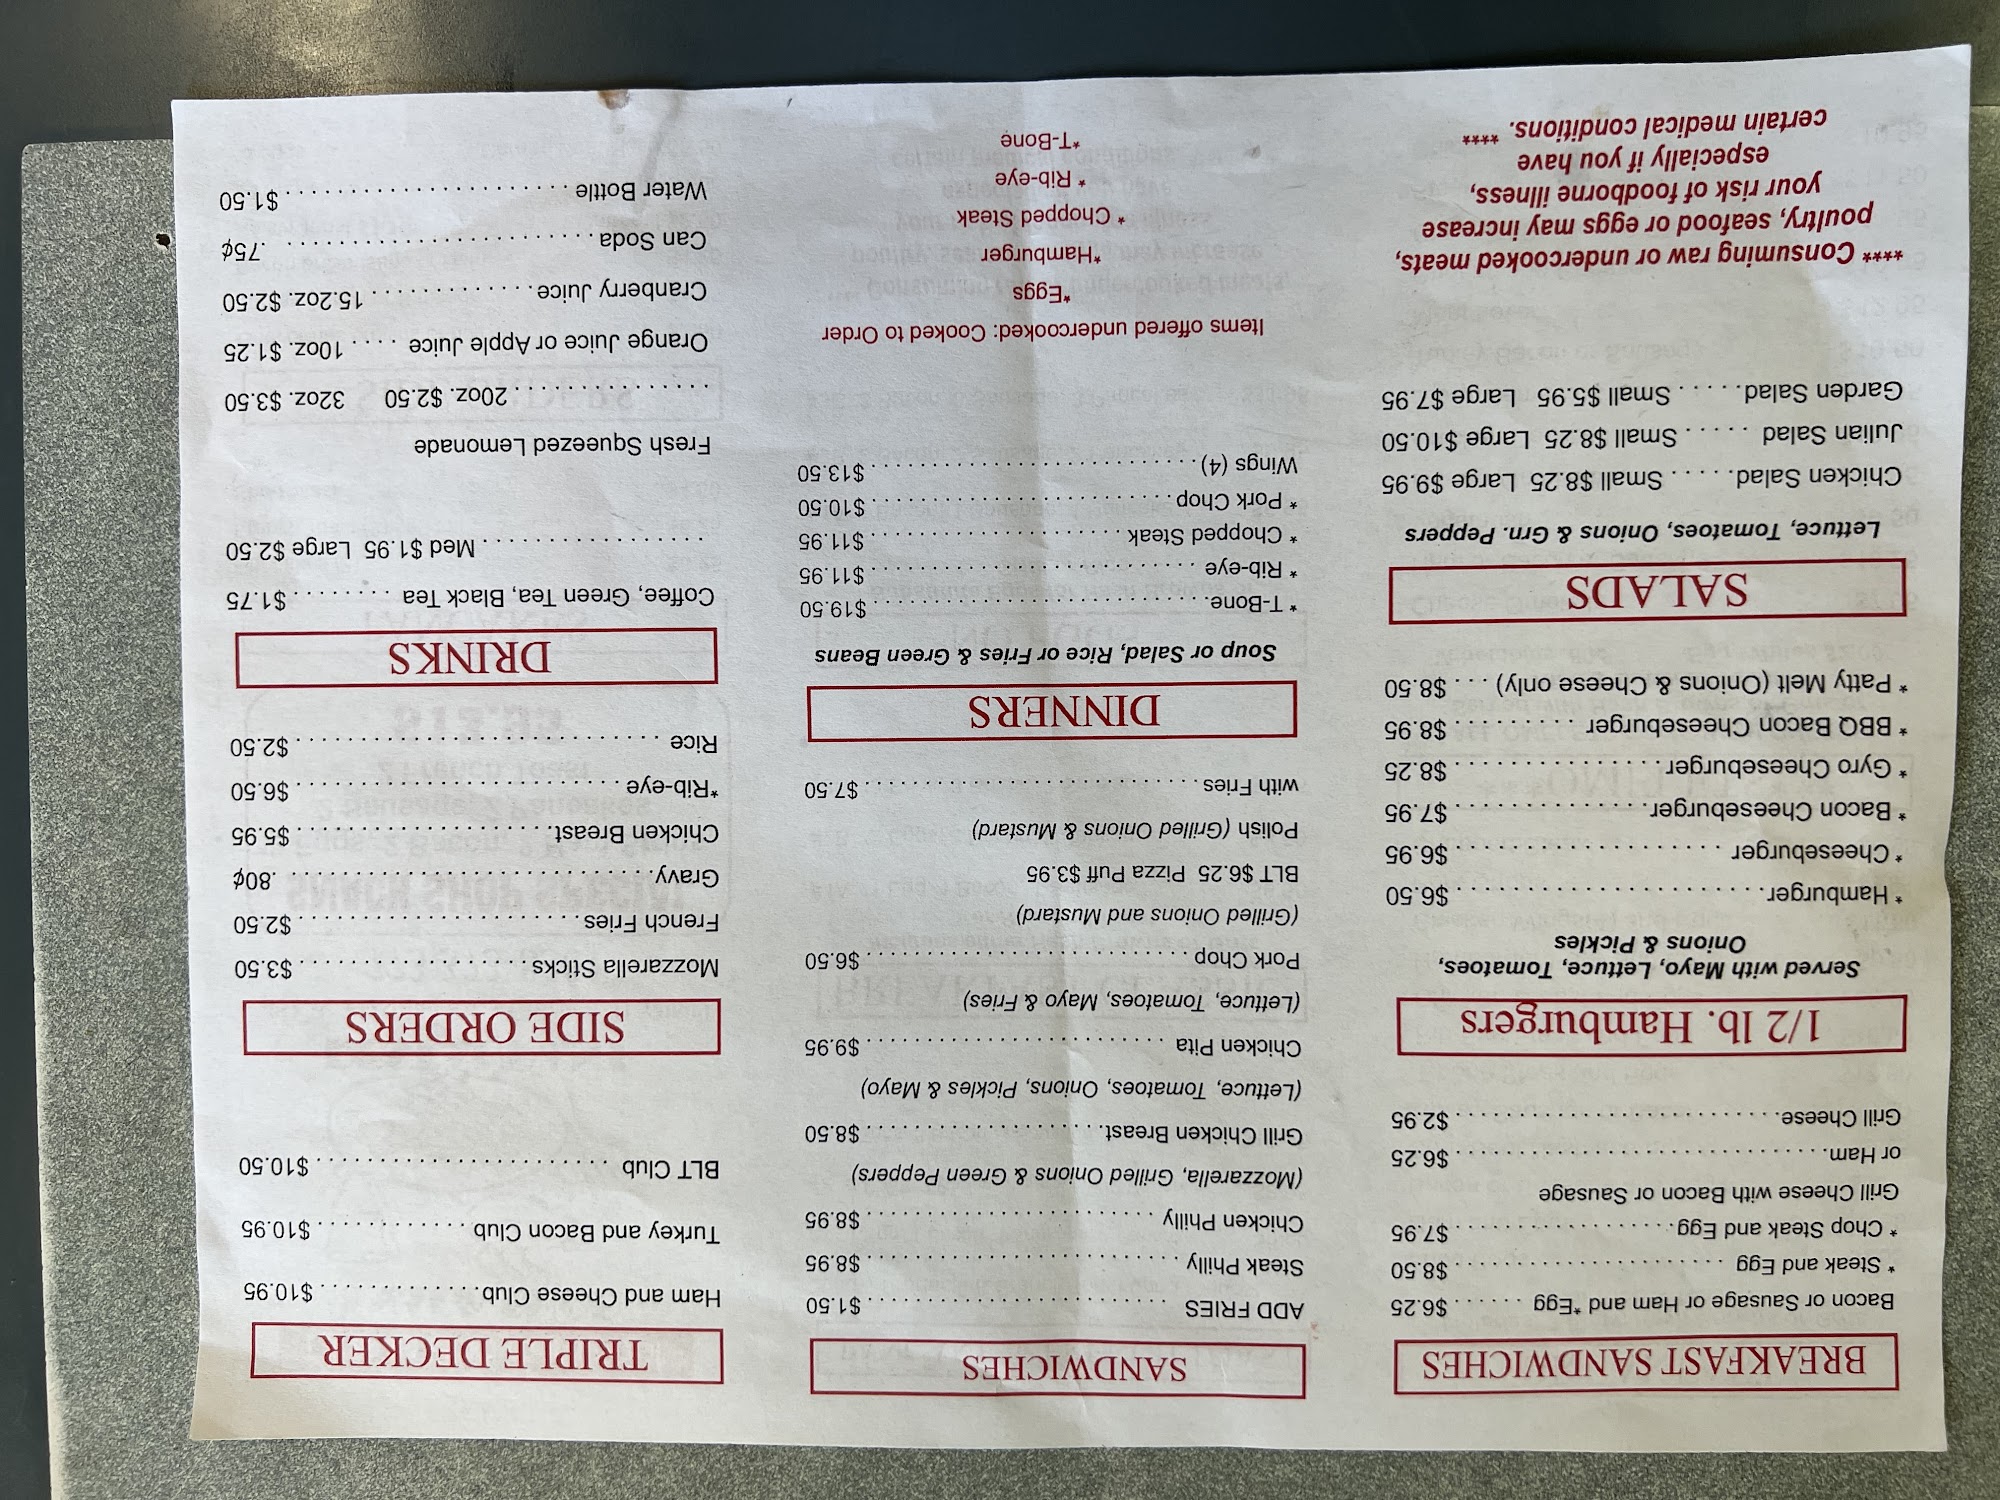 BREAKFAST SANDWICHES
Bacon or Sausage or Ham and *Egg . . . . . . $6.25
* Steak and Egg . . . . . . . . . . . . . . . . . . . . . . . $8.50
* Chop Steak and Egg. . . . . . . . . . . . . . . . . . $7.95
Grill Cheese with Bacon or Sausage
or Ham. . . . . . . . . . . . . . . . . . . . . . . . . . . . . . . $6.25
Grill Cheese. . . . . . . . . . . . . . . . . . . . . . . . . . . $2.95
1/2 lb. Hamburgers
Served with Mayo, Lettuce, Tomatoes,
Onions & Pickles
* Hamburger. . . . . . . . . . . . . . . . . . . . . . . . . . $6.50
* Cheeseburger . . . . . . . . . . . . . . . . . . . . . . . $6.95
* Bacon Cheeseburger. . . . . . . . . . . . . . . . . $7.95
* Gyro Cheeseburger. . . . . . . . . . . . . . . . . . $8.25
* BBQ Bacon Cheeseburger . . . . . . . . . . . $8.95
* Patty Melt (Onions & Cheese only) . . . $8.50
SALADS
Lettuce, Tomatoes, Onions & Grn. Peppers
Chicken Salad. . . . . . Small $8.25 Large $9.95
Julian Salad . . . . . . Small $8.25 Large $10.50
Garden Salad. . . . . . Small $5.95 Large $7.95
**** Consuming raw or undercooked meats,
poultry, seafood or eggs may increase
your risk of foodborne illness,
especially if you have
certain medical conditions. ****
SANDWICHES
ADD FRIES . . . . . . . . . . . . . . . . . . . . . . . . . . $1.50
Steak Philly . . . . . . . . . . . . . . . . . . . . . . . . . . $8.95
Chicken Philly . . . . . . . . . . . . . . . . . . . . . . . . $8.95
(Mozzarella, Grilled Onions & Green Peppers)
Grill Chicken Breast. . . . . . . . . . . . . . . . . . . . $8.50
(Lettuce, Tomatoes, Onions, Pickles & Mayo)
Chicken Pita . . . . . . . . . . . . . . . . . . . . . . . . . . $9.95
(Lettuce, Tomatoes, Mayo & Fries)
Pork Chop . . . . . . . . . . . . . . . . . . . . . . . . . . . . $6.50
(Grilled Onions and Mustard)
BLT $6.25 Pizza Puff $3.95
Polish (Grilled Onions & Mustard)
with Fries . . . . . . . . . . . . . . . . . . . . . . . . . . . . . $7.50
DINNERS
Soup or Salad, Rice or Fries & Green Beans
* T-Bone. . . . . . . . . . . . . . . . . . . . . . . . . . . . . $19.50
* Rib-eye . . . . . . . . . . . . . . . . . . . . . . . . . . . . $11.95
* Chopped Steak . . . . . . . . . . . . . . . . . . . . . $11.95
* Pork Chop . . . . . . . . . . . . . . . . . . . . . . . . . . $10.50
Wings (4). . . . . . . . . . . . . . . . . . . . . . . . . . . . . $13.50
Items offered undercooked: Cooked to Order
*Eggs
*Hamburger
* Chopped Steak
* Rib-eye
*T-Bone
TRIPLE DECKER
Ham and Cheese Club. . . . . . . . . . . . . . $10.95
Turkey and Bacon Club . . . . . . . . . . . . . $10.95
BLT Club . . . . . . . . . . . . . . . . . . . . . . . . . . $10.50
SIDE ORDERS
Mozzarella Sticks. . . . . . . . . . . . . . . . . . . . $3.50
French Fries. . . . . . . . . . . . . . . . . . . . . . . . . $2.50
Gravy. . . . . . . . . . . . . . . . . . . . . . . . . . . . . . . . .80¢
Chicken Breast. . . . . . . . . . . . . . . . . . . . . . $5.95
*Rib-eye . . . . . . . . . . . . . . . . . . . . . . . . . . . . $6.50
Rice . . . . . . . . . . . . . . . . . . . . . . . . . . . . . . . . $2.50
DRINKS
Coffee, Green Tea, Black Tea . . . . . . . . $1.75
. . . . . . . . . . . . . . . . . . . Med $1.95 Large $2.50
Fresh Squeezed Lemonade
. . . . . . . . . . . . . . . . . 20oz. $2.50 32oz. $3.50
Orange Juice or Apple Juice . . . . 10oz. $1.25
Cranberry Juice . . . . . . . . . . . . . 15.2oz. $2.50
Can Soda . . . . . . . . . . . . . . . . . . . . . . . . . . . .75¢
Water Bottle . . . . . . . . . . . . . . . . . . . . . . . . $1.50